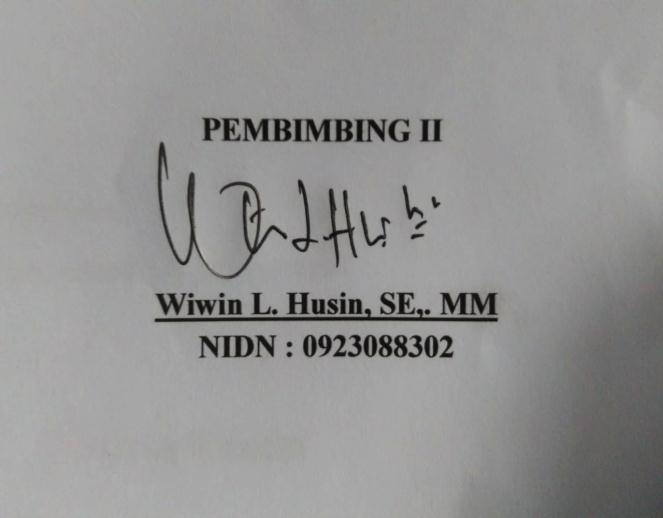 PEMBIMBING II
Wiwin L. Husin, SE,. MM
NIDN : 0923088302